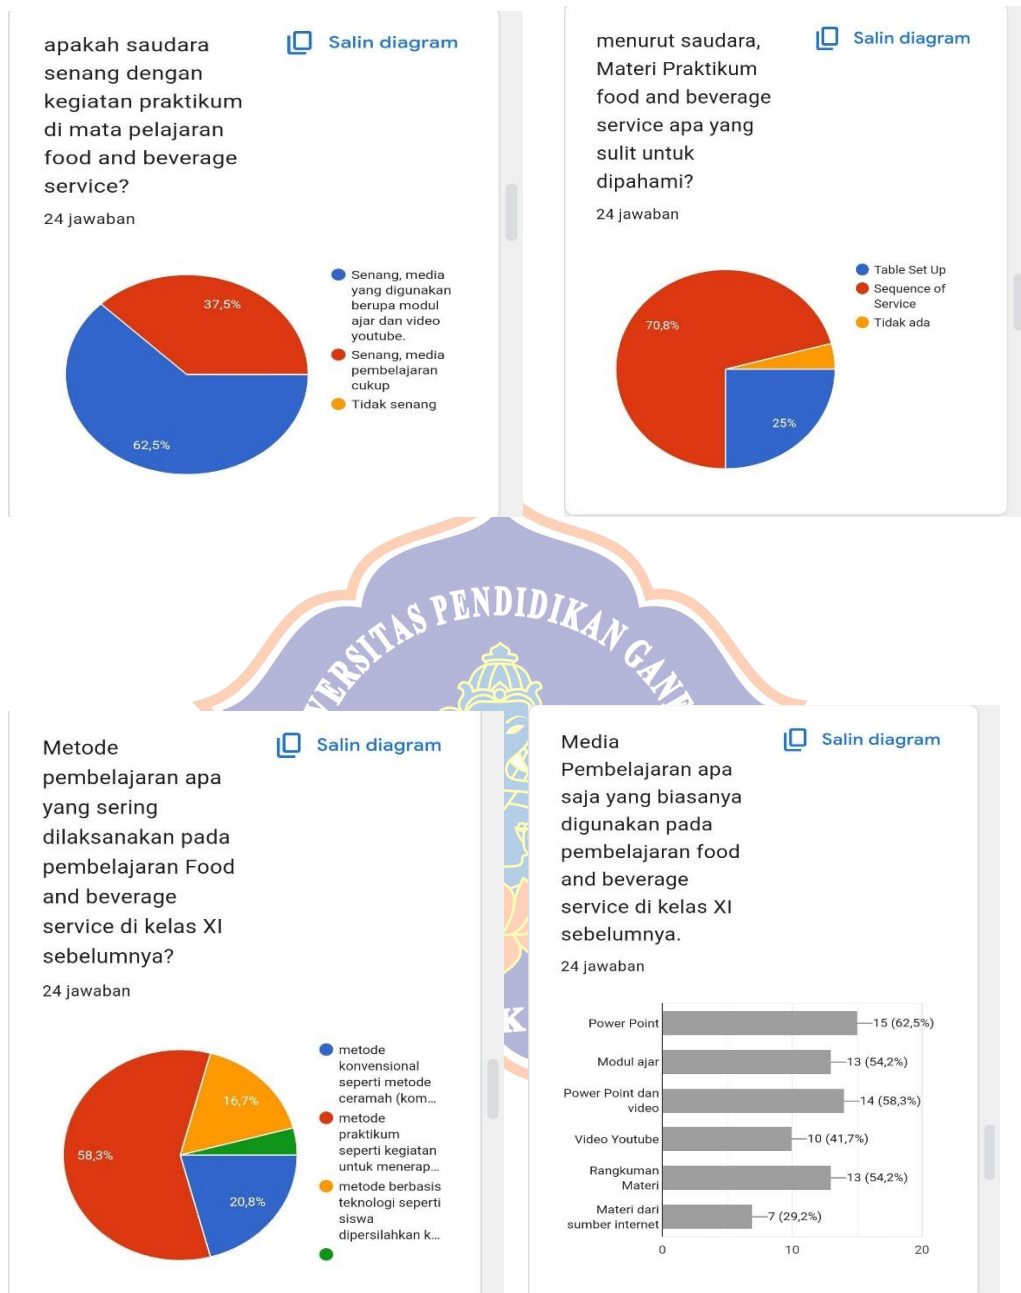 apakah saudara
senang dengan
kegiatan praktikum
di mata pelajaran
food and beverage
service?
Salin diagram
24 jawaban
37,5%
62,5%
Senang, media
yang digunakan
berupa modul
ajar dan video
youtube.
Senang, media
pembelajaran
cukup
Tidak senang
menurut saudara,
Materi Praktikum
food and beverage
service apa yang
sulit untuk
dipahami?
Salin diagram
24 jawaban
70,8%
25%
Table Set Up
Sequence of
Service
Tidak ada
PENDIDIKAN
Metode
pembelajaran apa
yang sering
dilaksanakan pada
pembelajaran Food
and beverage
service di kelas XI
sebelumnya?
Salin diagram
24 jawaban
16,7%
58,3%
20,8%
metode
konvensional
seperti metode
ceramah (kom...
metode
praktikum
seperti kegiatan
untuk menerap...
metode berbasis
teknologi seperti
siswa
dipersilahkan k...
Media
Pembelajaran apa
saja yang biasanya
digunakan pada
pembelajaran food
and beverage
service di kelas XI
sebelumnya.
Salin diagram
24 jawaban
Power Point
15 (62,5%)
Modul ajar
13 (54,2%)
Power Point dan
video
14 (58,3%)
Video Youtube
10 (41,7%)
Rangkuman
Materi
13 (54,2%)
Materi dari
sumber internet
7 (29,2%)
0 10 20